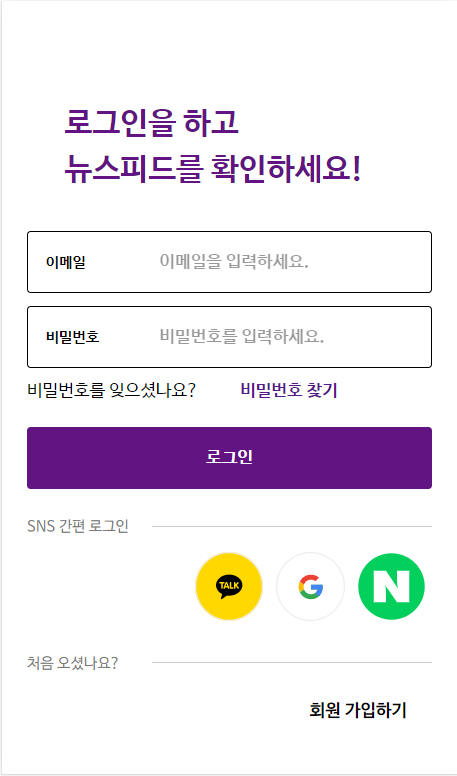 로그인을 하고
뉴스피드를 확인하세요!
이메일 이메일을 입력하세요.
비밀번호 비밀번호를 입력하세요.
비밀번호를 잊으셨나요? 비밀번호 찾기
로그인
SNS 간편 로그인
TALK G N
처음 오셨나요?
회원 가입하기